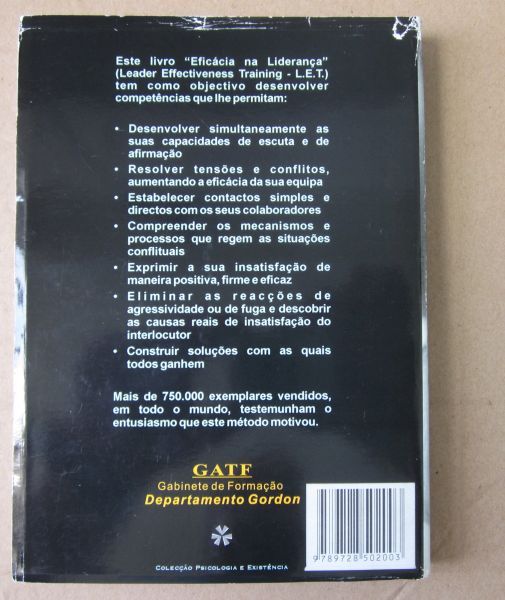 Este livro “Eficácia na Liderança”
(Leader Effectiveness Training - L.E.T.)
tem como objectivo desenvolver
competências que lhe permitam:
• Desenvolver simultaneamente as
suas capacidades de escuta e de
afirmação
• Resolver tensões e conflitos,
aumentando a eficácia da sua equipa
• Estabelecer contactos simples e
directos com os seus colaboradores
• Compreender os mecanismos e
processos que regem as situações
conflituais
• Exprimir a sua insatisfação de
maneira positiva, firme e eficaz
• Eliminar as reacções de
agressividade ou de fuga e descobrir
as causas reais de insatisfação do
interlocutor
• Construir soluções com as quais
todos ganhem
Mais de 750.000 exemplares vendidos,
em todo o mundo, testemunham o
entusiasmo que este método motivou.
GATF
Gabinete de Formação
Departamento Gordon
9 789728 502003
COLECÇÃO PSICOLOGIA E EXISTÊNCIA